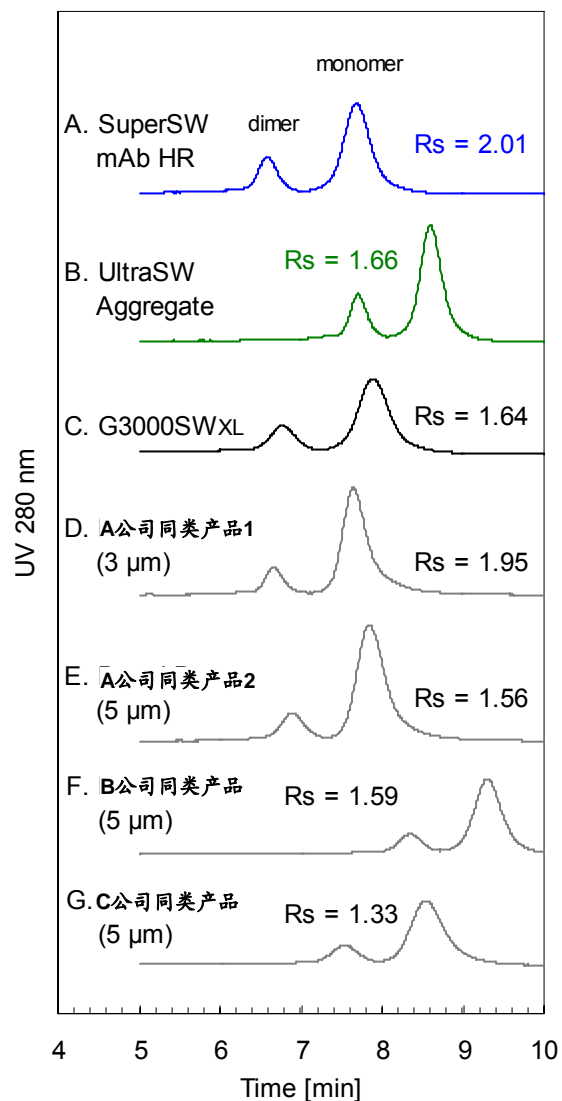 monomer
A. SuperSW
dimer
mAb HR
Rs = 2.01
B. UltraSW
Rs = 1.66
Aggregate
C. G3000SWXL
Rs = 1.64
D. A公司同类产品1
(3 µm)
Rs = 1.95
E. A公司同类产品2
(5 µm)
Rs = 1.56
F. B公司同类产品
Rs = 1.59
(5 µm)
G. C公司同类产品
Rs = 1.33
(5 µm)
UV 280 nm
4 5 6 7 8 9 10
Time [min]